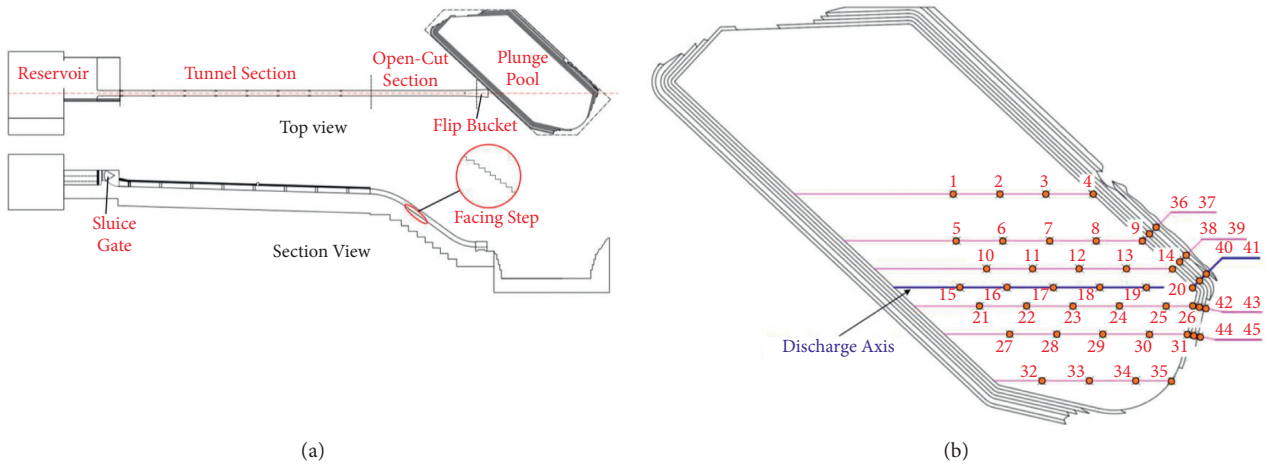 Reservoir
Tunnel Section
Open-Cut
Section
Plunge
Pool
Flip Bucket
Top view
Sluice
Gate
Facing Step
Section View
(a)
1 2 3 4
36 37
5 6 7 8 9
38 39
10 11 12 13 14
40 41
15 16 17 18 19 20
21 22 23 24 25 26
42 43
27 28 29 30 31
44 45
Discharge Axis
32 33 34 35
(b)